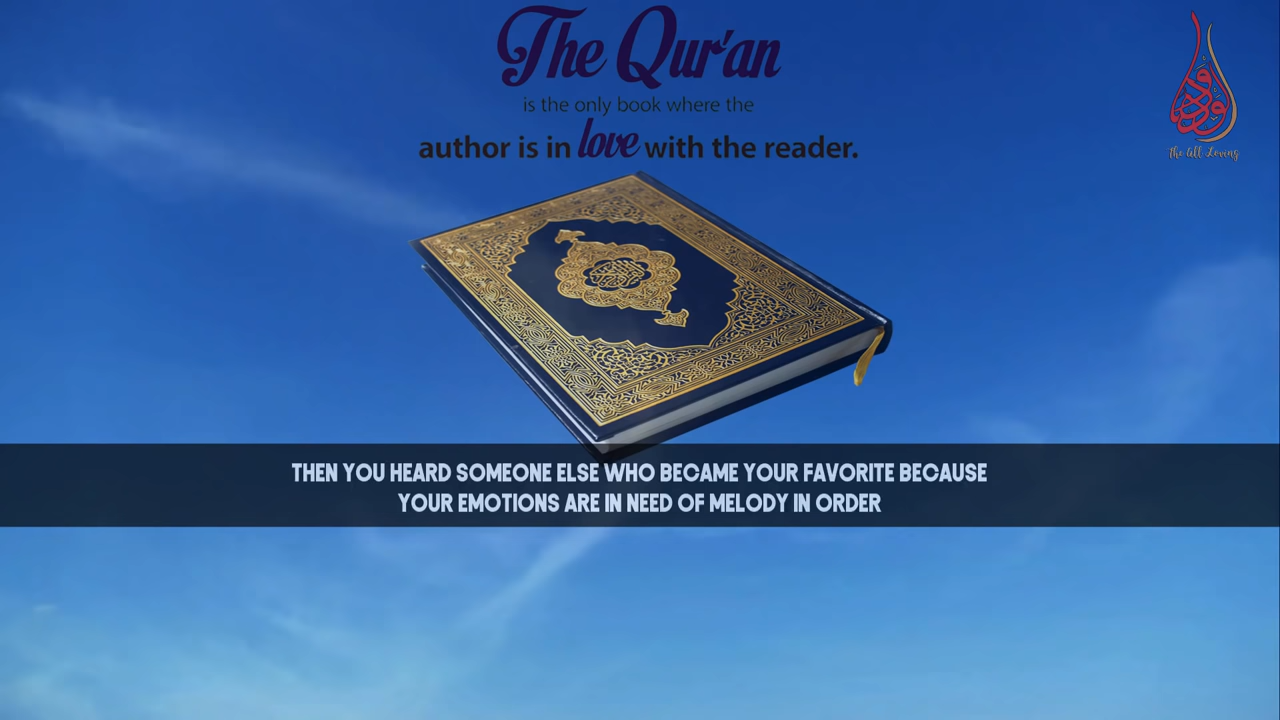 The Qur'an
is the only book where the
author is in love with the reader.
الودود
The All Loving
THEN YOU HEARD SOMEONE ELSE WHO BECAME YOUR FAVORITE BECAUSE
YOUR EMOTIONS ARE IN NEED OF MELODY IN ORDER